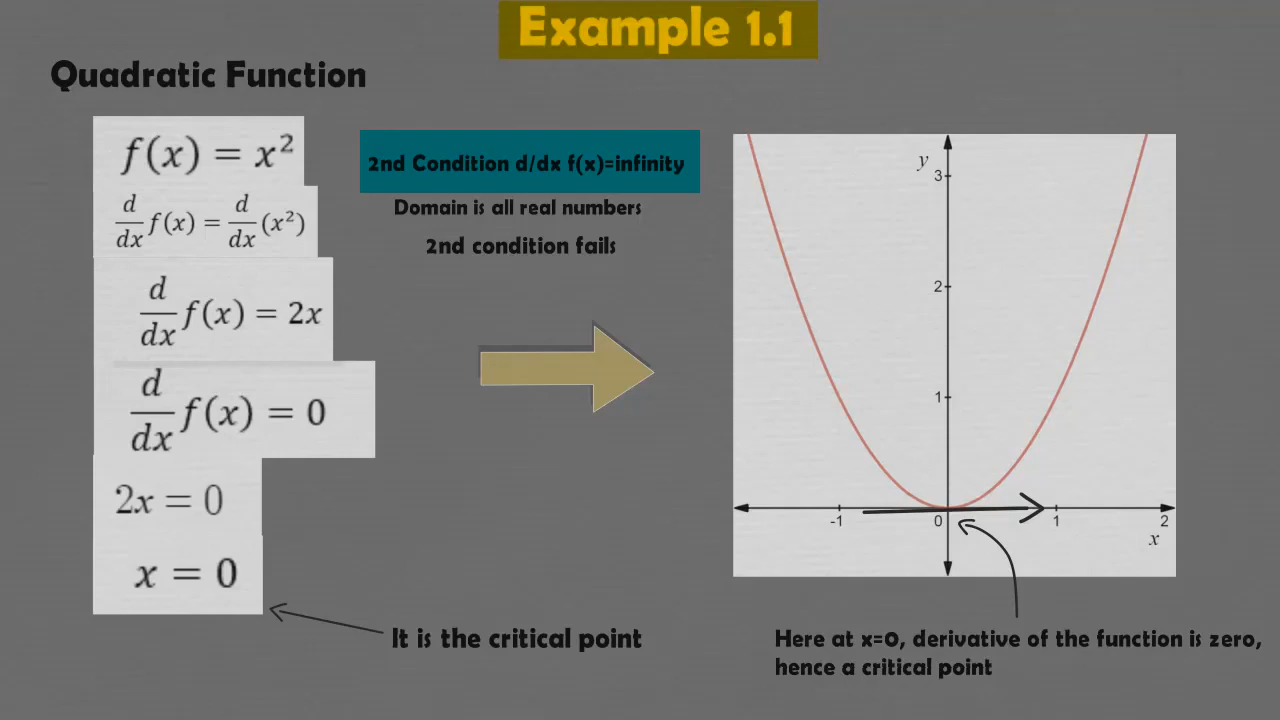 Example 1.1
Quadratic Function
f(x) = x²
d/dx f(x) = d/dx (x²)
d/dx f(x) = 2x
d/dx f(x) = 0
2x = 0
x = 0
It is the critical point
2nd Condition d/dx f(x)=infinity
Domain is all real numbers
2nd condition fails
y
3
2
1
-1 0 1 2
x
Here at x=0, derivative of the function is zero,
hence a critical point